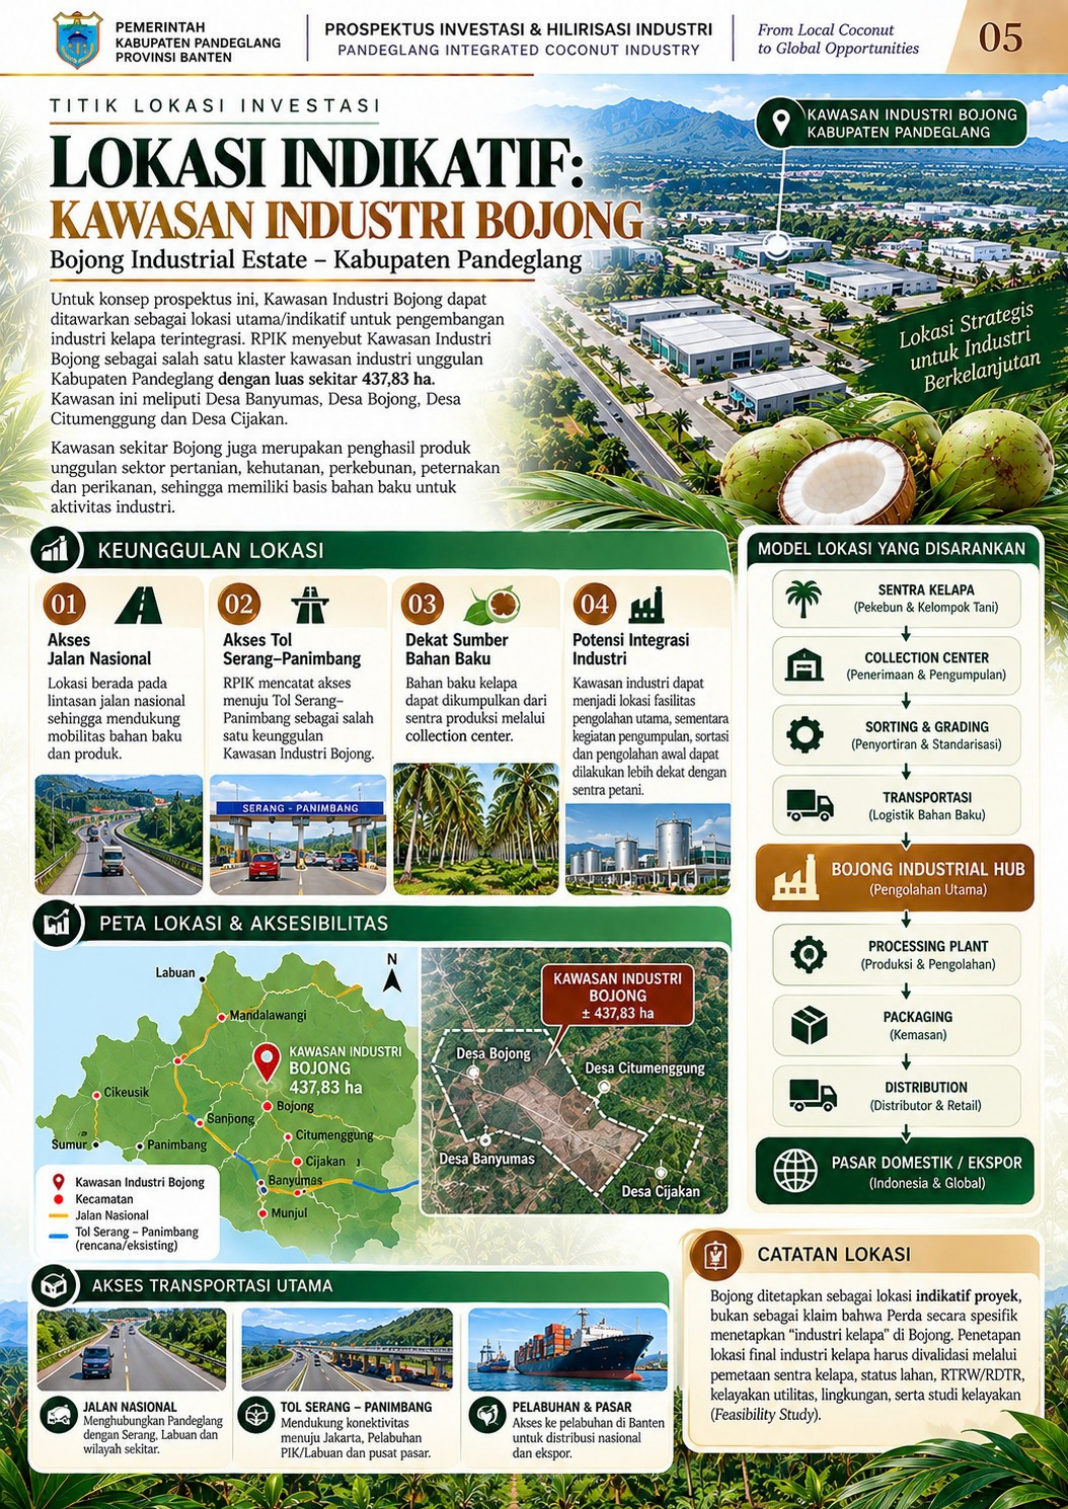 PEMERINTAH
KABUPATEN PANDEGLANG
PROVINSI BANTEN
PROSPEKTUS INVESTASI & HILIRISASI INDUSTRI
PANDEGLANG INTEGRATED COCONUT INDUSTRY
From Local Coconut
to Global Opportunities
05
TITIK LOKASI INVESTASI
LOKASI INDIKATIF:
KAWASAN INDUSTRI BOJONG
Bojong Industrial Estate – Kabupaten Pandeglang
KAWASAN INDUSTRI BOJONG
KABUPATEN PANDEGLANG
Lokasi Strategis
untuk Industri
Berkelanjutan
Untuk konsep prospektus ini, Kawasan Industri Bojong dapat
ditawarkan sebagai lokasi utama/indikatif untuk pengembangan
industri kelapa terintegrasi. RPIK menyebut Kawasan Industri
Bojong sebagai salah satu klaster kawasan industri unggulan
Kabupaten Pandeglang dengan luas sekitar 437,83 ha.
Kawasan ini meliputi Desa Banyumas, Desa Bojong, Desa
Citumenggung dan Desa Cijakan.
Kawasan sekitar Bojong juga merupakan penghasil produk
unggulan sektor pertanian, kehutanan, perkebunan, peternakan
dan perikanan, sehingga memiliki basis bahan baku untuk
aktivitas industri.
KEUNGGULAN LOKASI
01
Akses
Jalan Nasional
Lokasi berada pada
lintasan jalan nasional
sehingga mendukung
mobilitas bahan baku
dan produk.
02
Akses Tol
Serang–Panimbang
RPIK mencatat akses
menuju Tol Serang–
Panimbang sebagai salah
satu keunggulan
Kawasan Industri Bojong.
SERANG - PANIMBANG
03
Dekat Sumber
Bahan Baku
Bahan baku kelapa
dapat dikumpulkan dari
sentra produksi melalui
collection center.
04
Potensi Integrasi
Industri
Kawasan industri dapat
menjadi lokasi fasilitas
pengolahan utama, sementara
kegiatan pengumpulan, sortasi
dan pengolahan awal dapat
dilakukan lebih dekat dengan
sentra petani.
MODEL LOKASI YANG DISARANKAN
SENTRA KELAPA
(Pekebun & Kelompok Tani)
COLLECTION CENTER
(Penerimaan & Pengumpulan)
SORTING & GRADING
(Penyortiran & Standarisasi)
TRANSPORTASI
(Logistik Bahan Baku)
BOJONG INDUSTRIAL HUB
(Pengolahan Utama)
PROCESSING PLANT
(Produksi & Pengolahan)
PACKAGING
(Kemasan)
DISTRIBUTION
(Distributor & Retail)
PASAR DOMESTIK / EKSPOR
(Indonesia & Global)
PETA LOKASI & AKSESIBILITAS
N
Labuan
Mandalawangi
KAWASAN INDUSTRI
BOJONG
437,83 ha
Cikeusik
Bojong
Citumenggung
Sumur
Panimbang
Cijakan
Banyumas
Munjul
Kawasan Industri Bojong
Kecamatan
Jalan Nasional
Tol Serang – Panimbang
(rencana/eksisting)
KAWASAN INDUSTRI
BOJONG
± 437,83 ha
Desa Bojong
Desa Citumenggung
Desa Banyumas
Desa Cijakan
AKSES TRANSPORTASI UTAMA
JALAN NASIONAL
Menghubungkan Pandeglang
dengan Serang, Labuan dan
wilayah sekitar.
TOL SERANG – PANIMBANG
Mendukung konektivitas
menuju Jakarta, Pelabuhan
PIK/Labuan dan pusat pasar.
PELABUHAN & PASAR
Akses ke pelabuhan di Banten
untuk distribusi nasional
dan ekspor.
CATATAN LOKASI
Bojong ditetapkan sebagai lokasi indikatif proyek,
bukan sebagai klaim bahwa Perda secara spesifik
menetapkan “industri kelapa” di Bojong. Penetapan
lokasi final industri kelapa harus divalidasi melalui
pemetaan sentra kelapa, status lahan, RTRW/RDTR,
kelayakan utilitas, lingkungan, serta studi kelayakan
(Feasibility Study).